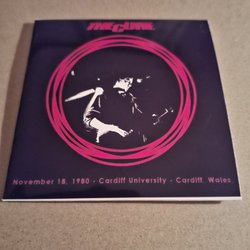 THE CURE
November 18, 1980 - Cardiff University - Cardiff, Wales